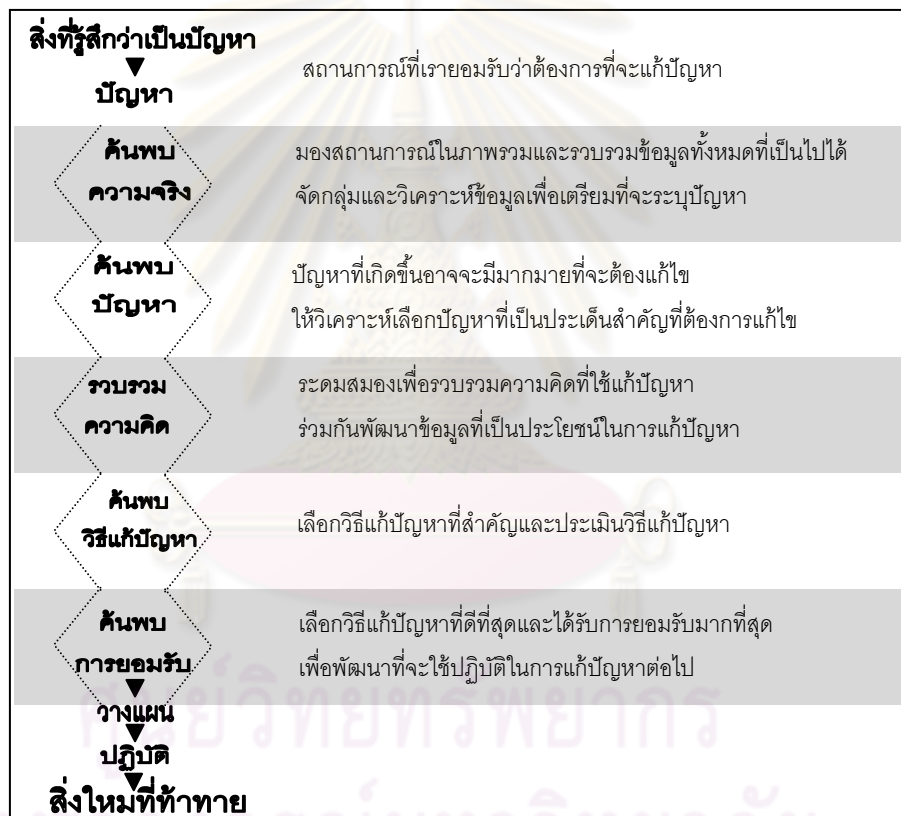 สิ่งที่รู้สึกว่าเป็นปัญหา
ปัญหา
สถานการณ์ที่เรายอมรับว่าต้องการที่จะแก้ปัญหา
ค้นพบ
ความจริง
มองสถานการณ์ในภาพรวมและรวบรวมข้อมูลทั้งหมดที่เป็นไปได้
จัดกลุ่มและวิเคราะห์ข้อมูลเพื่อเตรียมที่จะระบุปัญหา
ค้นพบ
ปัญหา
ปัญหาที่เกิดขึ้นอาจจะมีมากมายที่จะต้องแก้ไข
ให้วิเคราะห์เลือกปัญหาที่เป็นประเด็นสำคัญที่ต้องการแก้ไข
รวบรวม
ความคิด
ระดมสมองเพื่อรวบรวมความคิดที่ใช้แก้ปัญหา
ร่วมกันพัฒนาข้อมูลที่เป็นประโยชน์ในการแก้ปัญหา
ค้นพบ
วิธีแก้ปัญหา
เลือกวิธีแก้ปัญหาที่สำคัญและประเมินวิธีแก้ปัญหา
ค้นพบ
การยอมรับ
เลือกวิธีแก้ปัญหาที่ดีที่สุดและได้รับการยอมรับมากที่สุด
เพื่อพัฒนาที่จะใช้ปฏิบัติในการแก้ปัญหาต่อไป
วางแผน
ปฏิบัติ
สิ่งใหม่ที่ท้าทาย
ศูนย์วิทยทรัพยากร